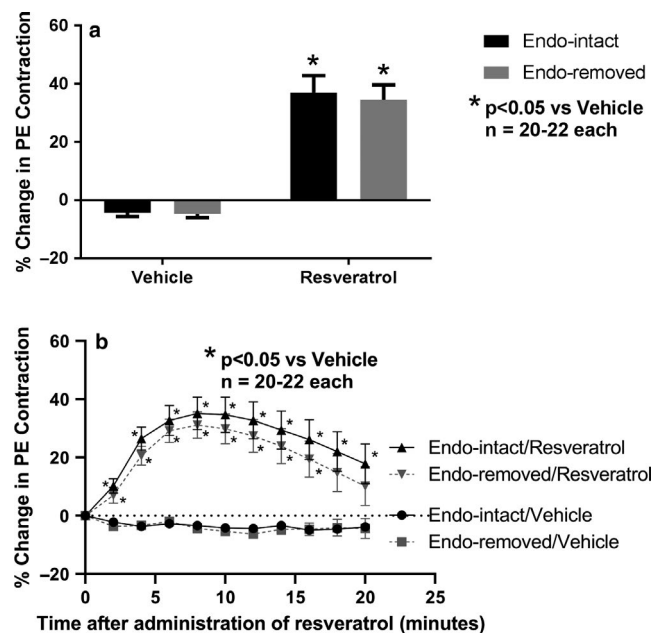 a
% Change in PE Contraction
60
40
20
0
−20
Vehicle
Resveratrol
*
*
Endo-intact
Endo-removed
* p<0.05 vs Vehicle
n = 20-22 each
b
% Change in PE Contraction
60
40
20
0
−20
* p<0.05 vs Vehicle
n = 20-22 each
* * * * * * * * * *
* * * * * * * *
Endo-intact/Resveratrol
Endo-removed/Resveratrol
Endo-intact/Vehicle
Endo-removed/Vehicle
0 5 10 15 20 25
Time after administration of resveratrol (minutes)